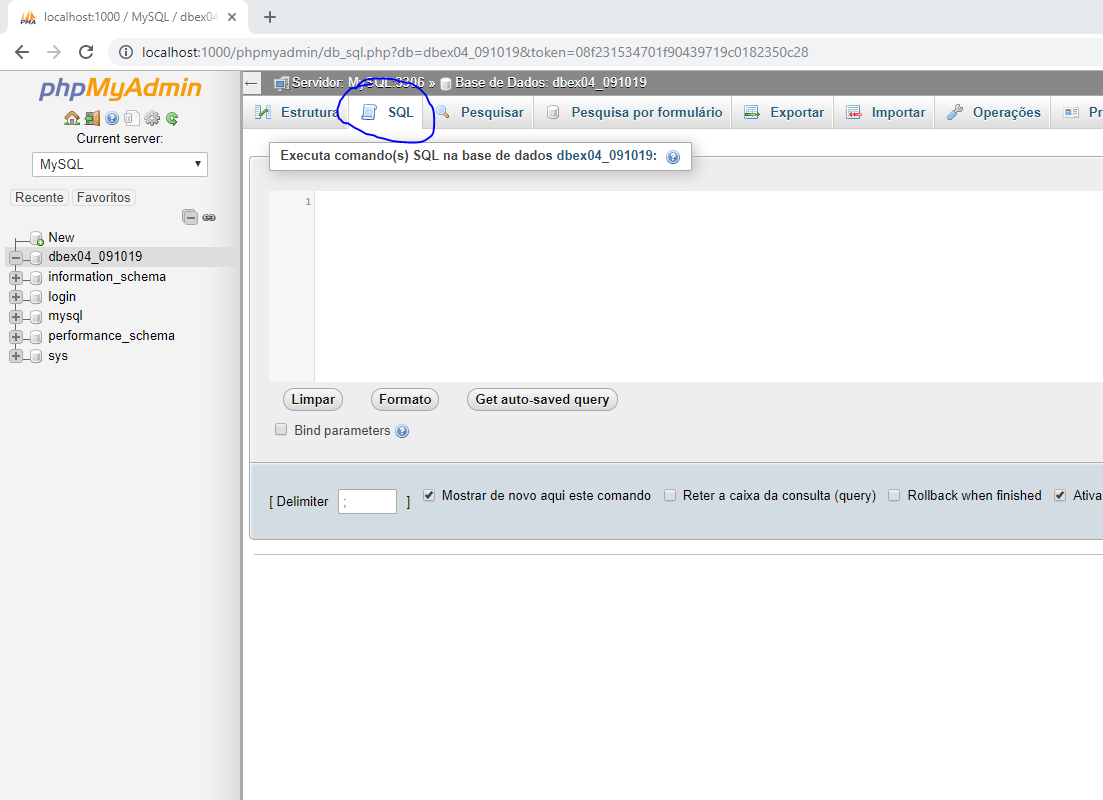 localhost:1000 / MySQL / dbex04
localhost:1000/phpmyadmin/db_sql.php?db=dbex04_091019&token=08f231534701f90439719c0182350c28
phpMyAdmin
Current server:
MySQL
Recente Favoritos
New
dbex04_091019
information_schema
login
mysql
performance_schema
sys
Servidor: MySQL:3306 » Base de Dados: dbex04_091019
Estrutura SQL Pesquisar Pesquisa por formulário Exportar Importar Operações Pr
Executa comando(s) SQL na base de dados dbex04_091019:
1
Limpar Formato Get auto-saved query
Bind parameters
[ Delimiter ; ] Mostrar de novo aqui este comando Reter a caixa da consulta (query) Rollback when finished Ativa